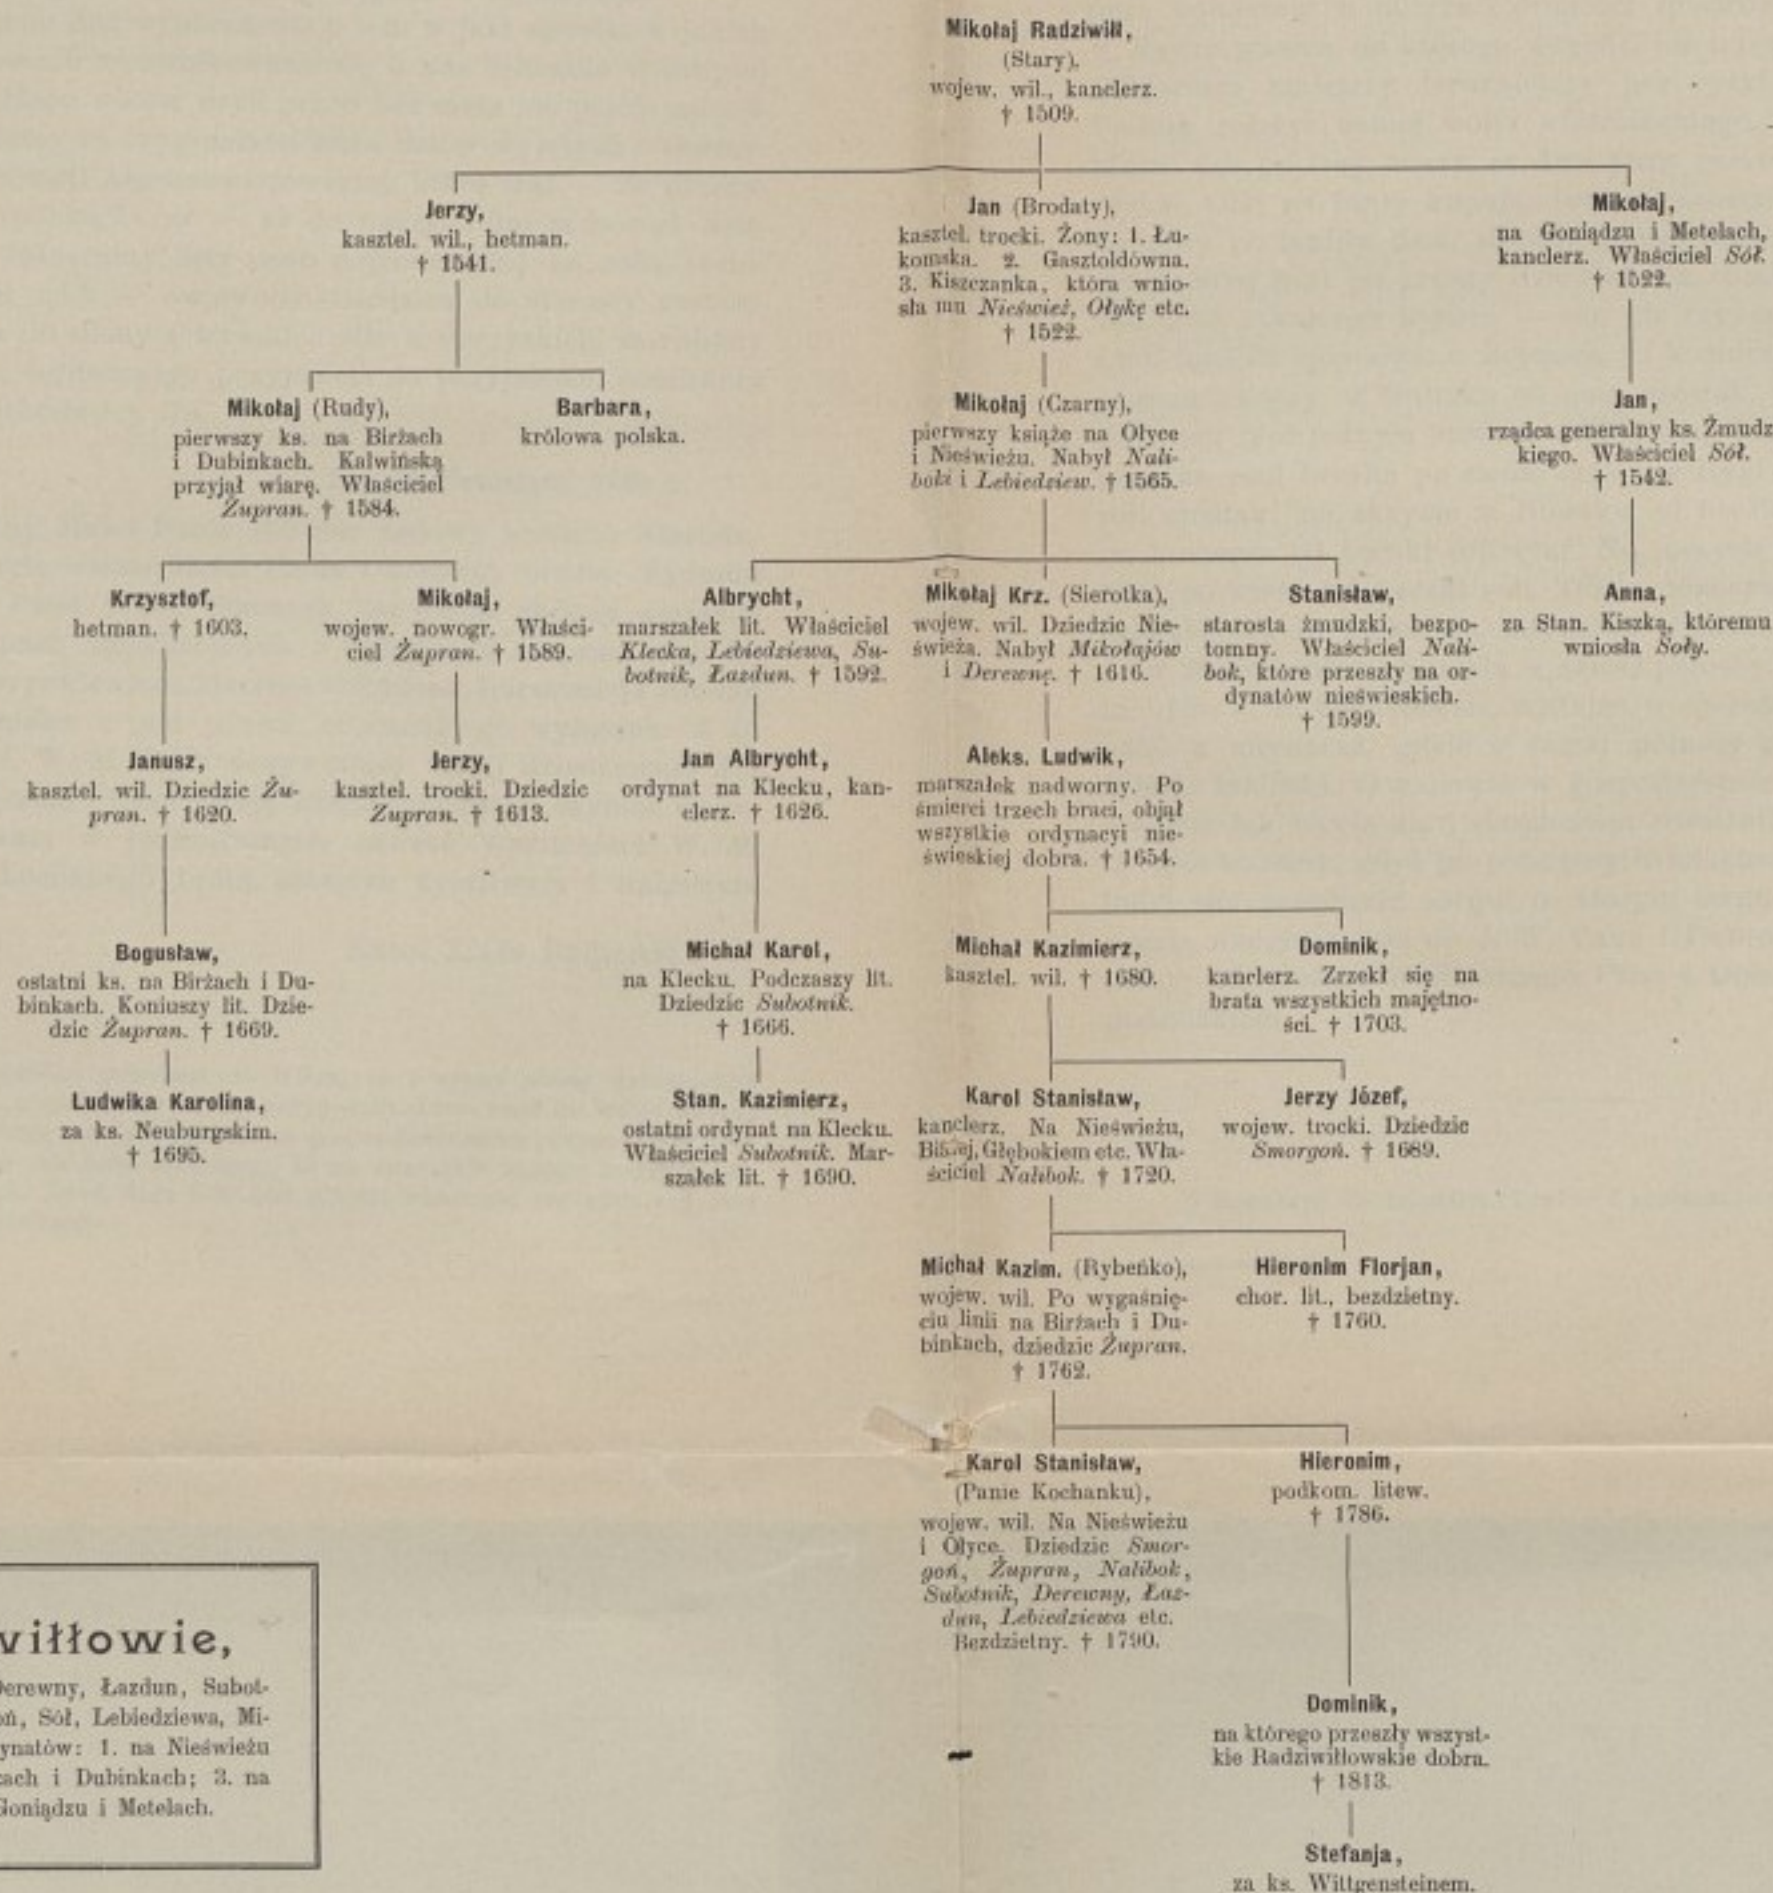 Mikołaj Radziwiłł,
(Stary),
wojew. wil., kanclerz.
† 1509.
Jerzy,
kasztel. wil., hetman.
† 1541.
Jan (Brodaty),
kasztel. trocki. Żony: 1. Łu-
komska. 2. Gasztoldówna.
3. Kiszczanka, która wnio-
sła mu Nieśwież, Ołykę etc.
† 1522.
Mikołaj,
na Goniądzu i Metelach,
kanclerz. Właściciel Sół.
† 1522.
Mikołaj (Rudy),
pierwszy ks. na Birżach
i Dubinkach. Kalwińską
przyjął wiarę. Właściciel
Żupran. † 1584.
Barbara,
królowa polska.
Mikołaj (Czarny),
pierwszy książe na Ołyce
i Nieświeżu. Nabył Nali-
boki i Lebiedziew. † 1565.
Jan,
rządca generalny ks. Żmudz
kiego. Właściciel Sół.
† 1542.
Krzysztof,
hetman. † 1603.
Mikołaj,
wojew. nowogr. Właści-
ciel Żupran. † 1589.
Albrycht,
marszałek lit. Właściciel
Klecka, Lebiedziewa, Su-
botnik, Łazdun. † 1592.
Mikołaj Krz. (Sierotka),
wojew. wil. Dziedzic Nie-
świeża. Nabył Mikołajów
i Derewnę. † 1616.
Stanisław,
starosta żmudzki, bezpo-
tomny. Właściciel Nali-
bok, które przeszły na or-
dynatów nieświeskich.
† 1599.
Anna,
za Stan. Kiszką, któremu
wniosła Soły.
Janusz,
kasztel. wil. Dziedzic Żu-
pran. † 1620.
Jerzy,
kasztel. trocki. Dziedzic
Zupran. † 1613.
Jan Albrycht,
ordynat na Klecku, kan-
clerz. † 1626.
Aleks. Ludwik,
marszałek nadworny. Po
śmierci trzech braci, objął
wszystkie ordynacyi nie-
świeskiej dobra. † 1654.
Bogusław,
ostatni ks. na Birżach i Du-
binkach. Koniuszy lit. Dzie-
dzic Żupran. † 1669.
Michał Karol,
na Klecku. Podczaszy lit.
Dziedzic Subotnik.
† 1666.
Michał Kazimierz,
kasztel. wil. † 1680.
Dominik,
kanclerz. Zrzekł się na
brata wszystkich majętno-
ści. † 1703.
Ludwika Karolina,
za ks. Neuburgskim.
† 1695.
Stan. Kazimierz,
ostatni ordynat na Klecku.
Właściciel Subotnik. Mar-
szałek lit. † 1690.
Karol Stanisław,
kanclerz. Na Nieświeżu,
Białej, Głębokiem etc. Wła-
ściciel Nalibok. † 1720.
Jerzy Józef,
wojew. trocki. Dziedzic
Smorgoń. † 1689.
Michał Kazim. (Rybeńko),
wojew. wil. Po wygaśnię-
ciu linii na Birżach i Du-
binkach, dziedzic Żupran.
† 1762.
Hieronim Florjan,
chor. lit., bezdzietny.
† 1760.
Karol Stanisław,
(Panie Kochanku),
wojew. wil. Na Nieświeżu
i Ołyce. Dziedzic Smor-
goń, Żupran, Nalibok,
Subotnik, Derewny, Łaz-
dun, Lebiedziewa etc.
Bezdzietny. † 1790.
Hieronim,
podkom. litew.
† 1786.
Dominik,
na którego przeszły wszyst-
kie Radziwiłłowskie dobra.
† 1813.
Stefanja,
za ks. Wittgensteinem.
wiłłowie,
Derewny, Łazdun, Subot-
oń, Sół, Lebiedziewa, Mi-
ynatów: 1. na Nieświeżu
ach i Dubinkach; 3. na
Goniądzu i Metelach.